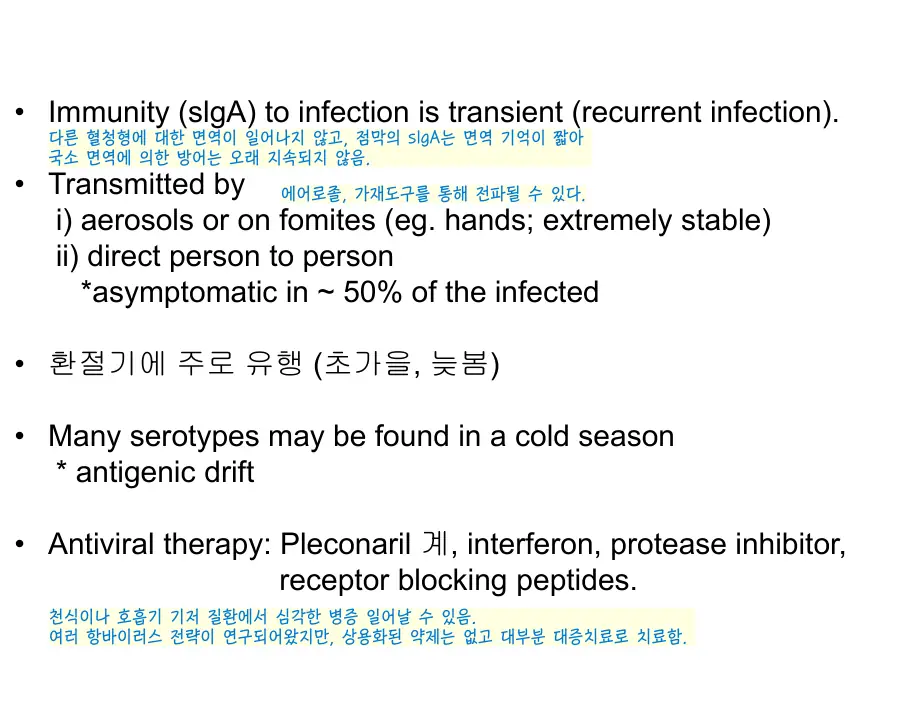 • Immunity (sIgA) to infection is transient (recurrent infection).
다른 혈청형에 대한 면역이 일어나지 않고, 점막의 sIgA는 면역 기억이 짧아
국소 면역에 의한 방어는 오래 지속되지 않음.
• Transmitted by
에어로졸, 가재도구를 통해 전파될 수 있다.
i) aerosols or on fomites (eg. hands; extremely stable)
ii) direct person to person
*asymptomatic in ~ 50% of the infected
• 환절기에 주로 유행 (초가을, 늦봄)
• Many serotypes may be found in a cold season
* antigenic drift
• Antiviral therapy: Pleconaril 계, interferon, protease inhibitor,
receptor blocking peptides.
천식이나 호흡기 기저 질환에서 심각한 병증 일어날 수 있음.
여러 항바이러스 전략이 연구되어왔지만, 상용화된 약제는 없고 대부분 대증치료로 치료함.